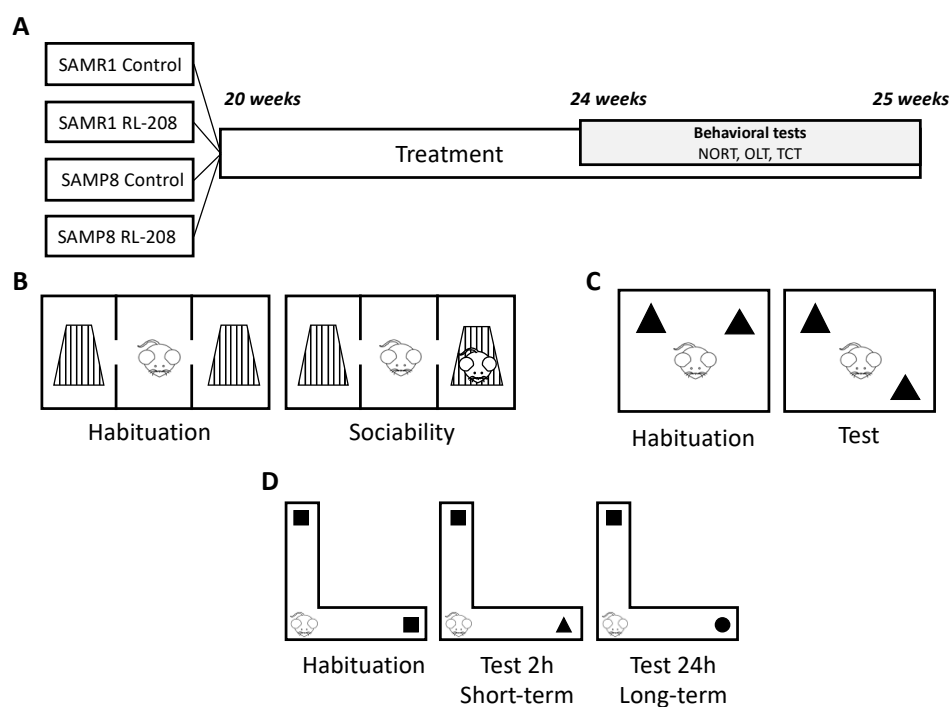 A
SAMR1 Control
SAMR1 RL-208
SAMP8 Control
SAMP8 RL-208
20 weeks
24 weeks
25 weeks
Treatment
Behavioral tests
NORT, OLT, TCT
B
Habituation
Sociability
C
Habituation
Test
D
Habituation
Test 2h
Short-term
Test 24h
Long-term